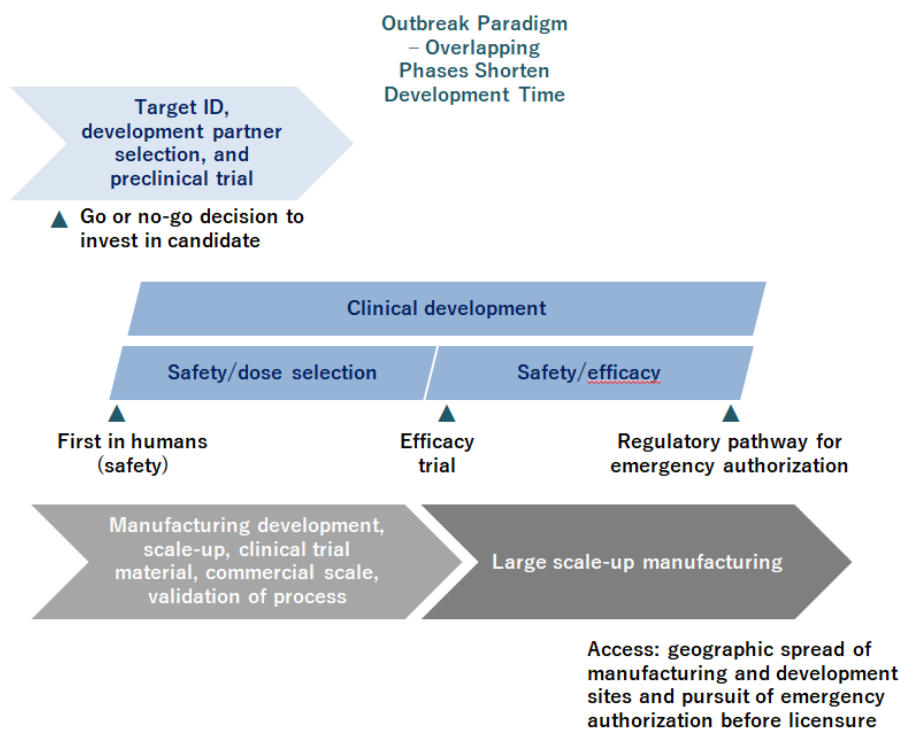 Outbreak Paradigm
– Overlapping
Phases Shorten
Development Time
Target ID,
development partner
selection, and
preclinical trial
Go or no-go decision to
invest in candidate
Clinical development
Safety/dose selection
Safety/efficacy
First in humans
(safety)
Efficacy
trial
Regulatory pathway for
emergency authorization
Manufacturing development,
scale-up, clinical trial
material, commercial scale,
validation of process
Large scale-up manufacturing
Access: geographic spread of
manufacturing and development
sites and pursuit of emergency
authorization before licensure